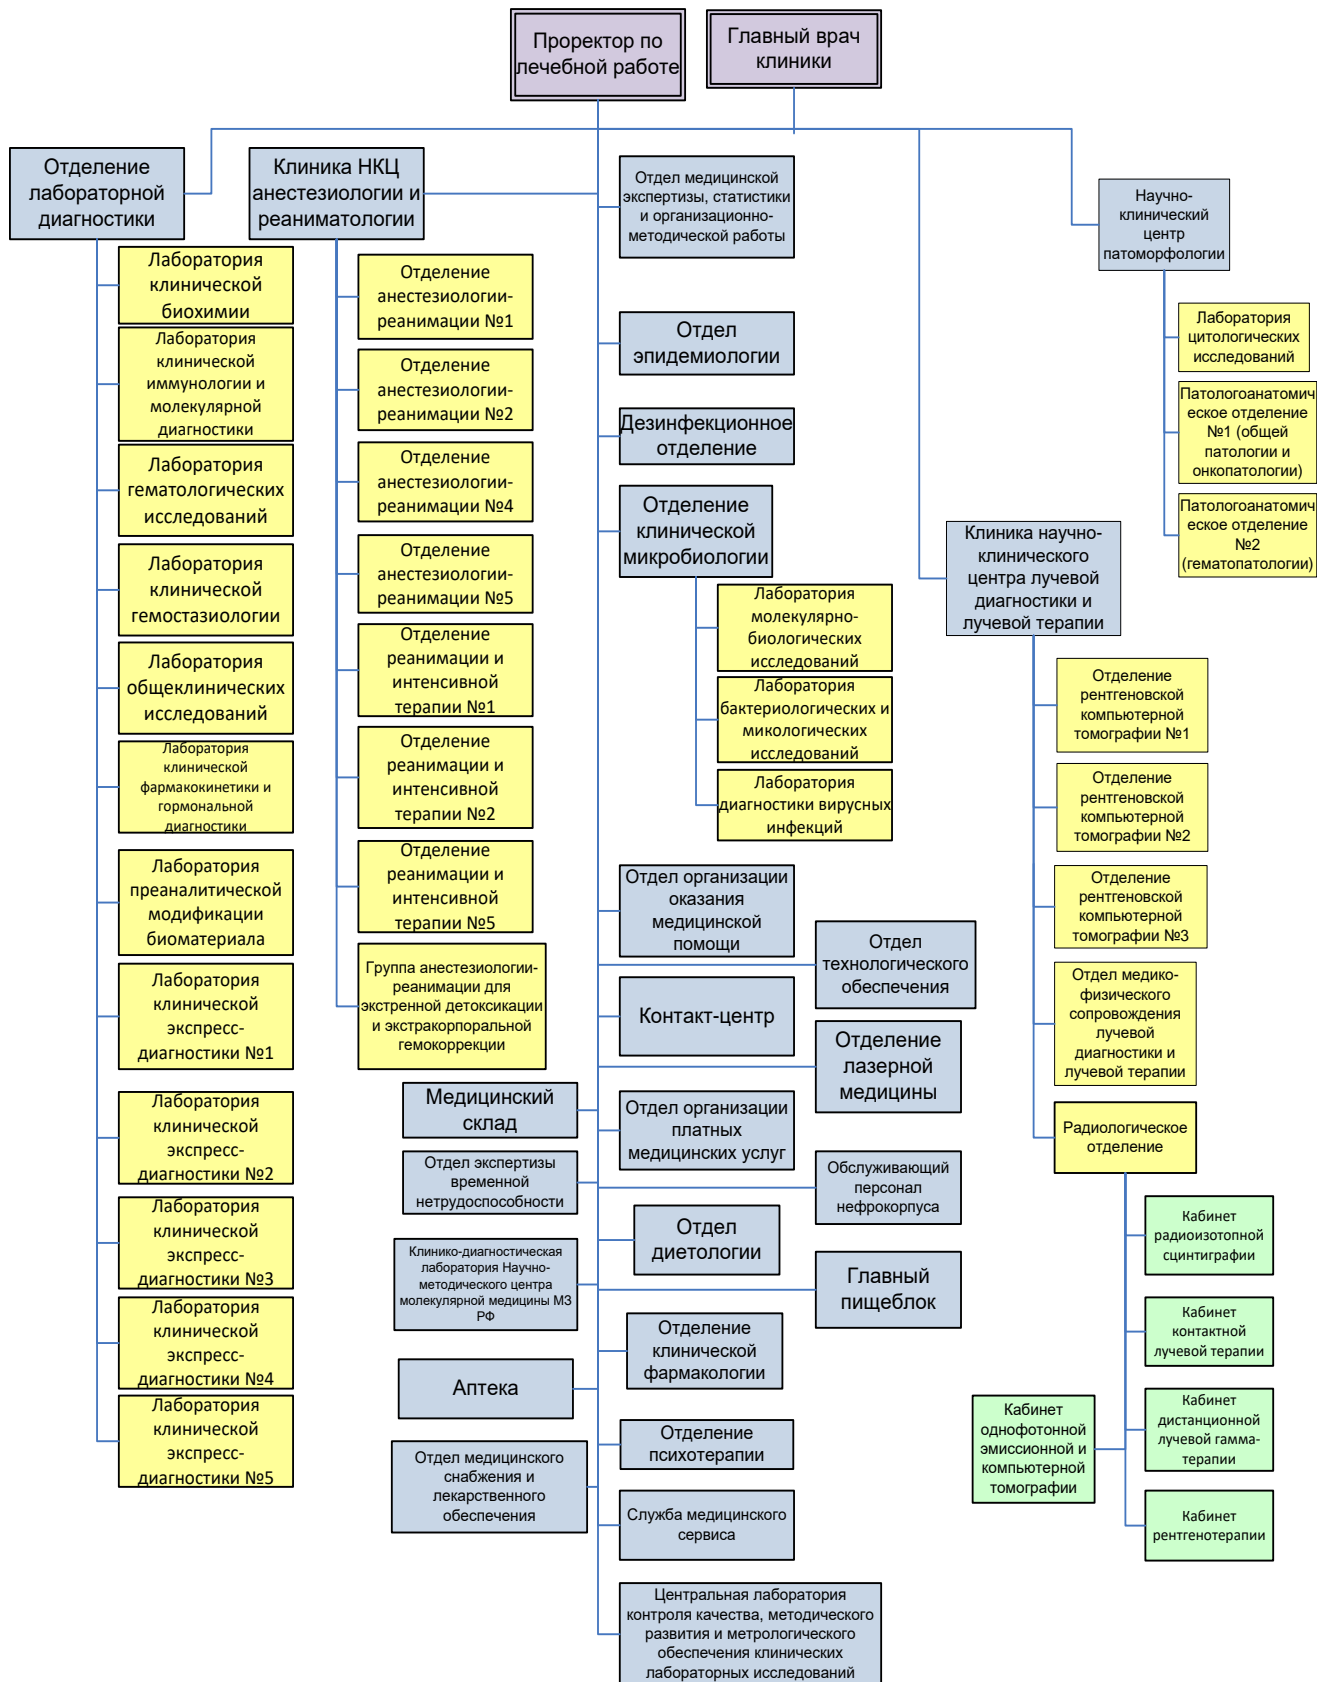 Проректор по
лечебной работе
Главный врач
клиники
Отделение
лабораторной
диагностики
Лаборатория
клинической
биохимии
Лаборатория
клинической
иммунологии и
молекулярной
диагностики
Лаборатория
гематологических
исследований
Лаборатория
клинической
гемостазиологии
Лаборатория
общеклинических
исследований
Лаборатория
клинической
фармакокинетики и
гормональной
диагностики
Лаборатория
преаналитической
модификации
биоматериала
Лаборатория
клинической
экспресс-
диагностики №1
Лаборатория
клинической
экспресс-
диагностики №2
Лаборатория
клинической
экспресс-
диагностики №3
Лаборатория
клинической
экспресс-
диагностики №4
Лаборатория
клинической
экспресс-
диагностики №5
Клиника НКЦ
анестезиологии и
реаниматологии
Отделение
анестезиологии-
реанимации №1
Отделение
анестезиологии-
реанимации №2
Отделение
анестезиологии-
реанимации №4
Отделение
анестезиологии-
реанимации №5
Отделение
реанимации и
интенсивной
терапии №1
Отделение
реанимации и
интенсивной
терапии №2
Отделение
реанимации и
интенсивной
терапии №5
Группа анестезиологии-
реанимации для
экстренной детоксикации
и экстракорпоральной
гемокоррекции
Медицинский
склад
Отдел экспертизы
временной
нетрудоспособности
Клинико-диагностическая
лаборатория Научно-
методического центра
молекулярной медицины МЗ
РФ
Аптека
Отдел медицинского
снабжения и
лекарственного
обеспечения
Отдел медицинской
экспертизы, статистики
и организационно-
методической работы
Отдел
эпидемиологии
Дезинфекционное
отделение
Отделение
клинической
микробиологии
Лаборатория
молекулярно-
биологических
исследований
Лаборатория
бактериологических и
микологических
исследований
Лаборатория
диагностики вирусных
инфекций
Отдел организации
оказания
медицинской
помощи
Отдел
технологического
обеспечения
Контакт-центр
Отделение
лазерной
медицины
Отдел организации
платных
медицинских услуг
Обслуживающий
персонал
нефрокорпуса
Отдел
диетологии
Главный
пищеблок
Отделение
клинической
фармакологии
Отделение
психотерапии
Служба медицинского
сервиса
Центральная лаборатория
контроля качества, методического
развития и метрологического
обеспечения клинических
лабораторных исследований
Научно-
клинический
центр
патоморфологии
Лаборатория
цитологических
исследований
Патологоанатомич
еское отделение
№1 (общей
патологии и
онкопатологии)
Патологоанатомич
еское отделение
№2
(гематопатологии)
Клиника научно-
клинического
центра лучевой
диагностики и
лучевой терапии
Отделение
рентгеновской
компьютерной
томографии №1
Отделение
рентгеновской
компьютерной
томографии №2
Отделение
рентгеновской
компьютерной
томографии №3
Отдел медико-
физического
сопровождения
лучевой
диагностики и
лучевой терапии
Радиологическое
отделение
Кабинет
радиоизотопной
сцинтиграфии
Кабинет
контактной
лучевой терапии
Кабинет
дистанционной
лучевой гамма-
терапии
Кабинет
однофотонной
эмиссионной и
компьютерной
томографии
Кабинет
рентгенотерапии